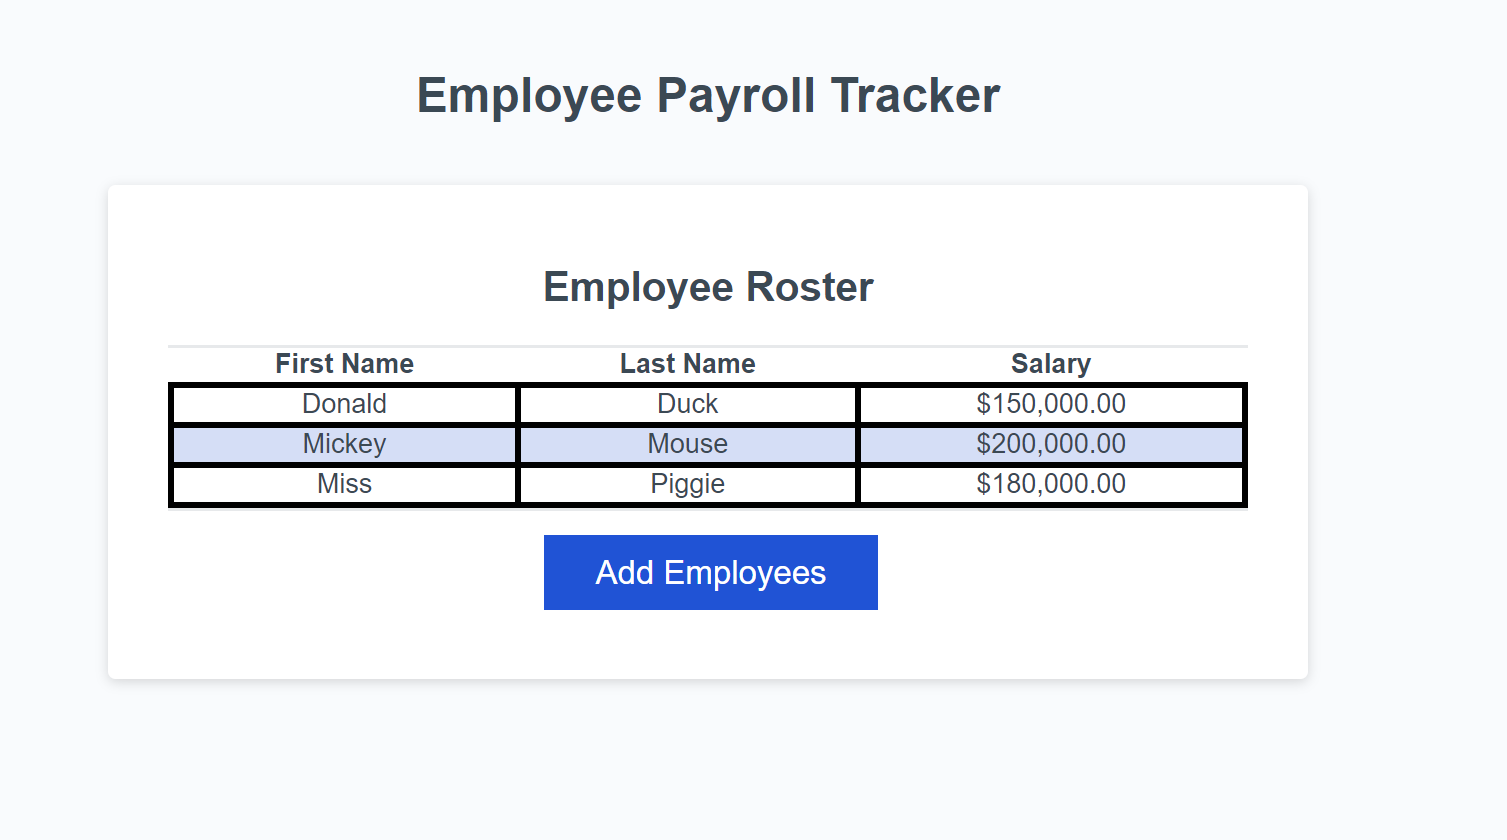 Employee Payroll Tracker
Employee Roster
First Name Last Name Salary
Donald Duck $150,000.00
Mickey Mouse $200,000.00
Miss Piggie $180,000.00
Add Employees